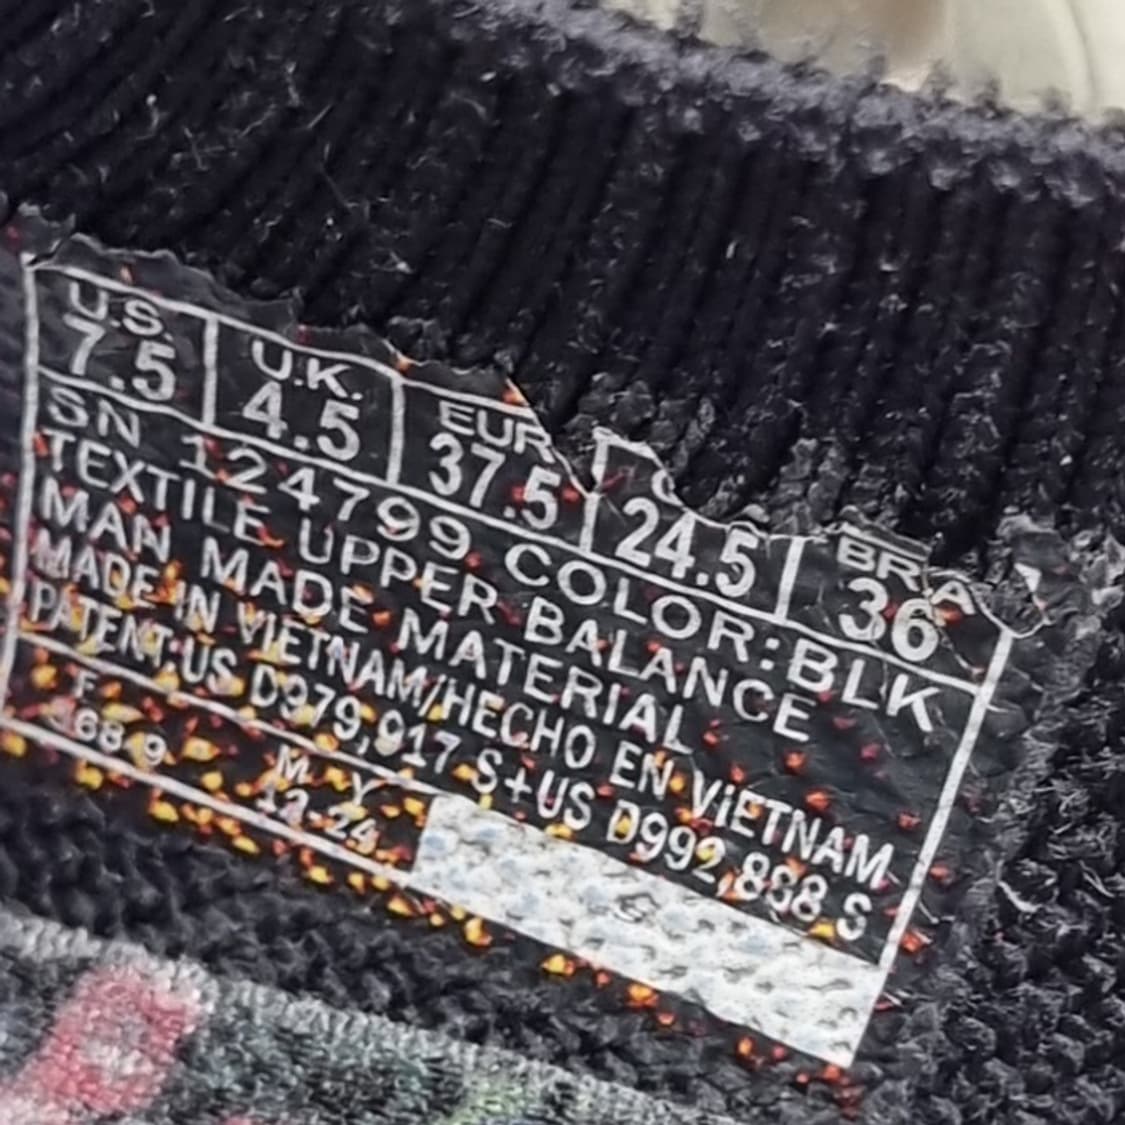 U.S. U.K. EUR BRA
7.5 4.5 37.5 24.5 36
SN 124799 COLOR:BLK
TEXTILE UPPER BALANCE
MAN MADE MATERIAL
MADE IN VIETNAM/HECHO EN VIETNAM
PATENT:US D979,917 S+US D992,888 S
F M Y
12-24